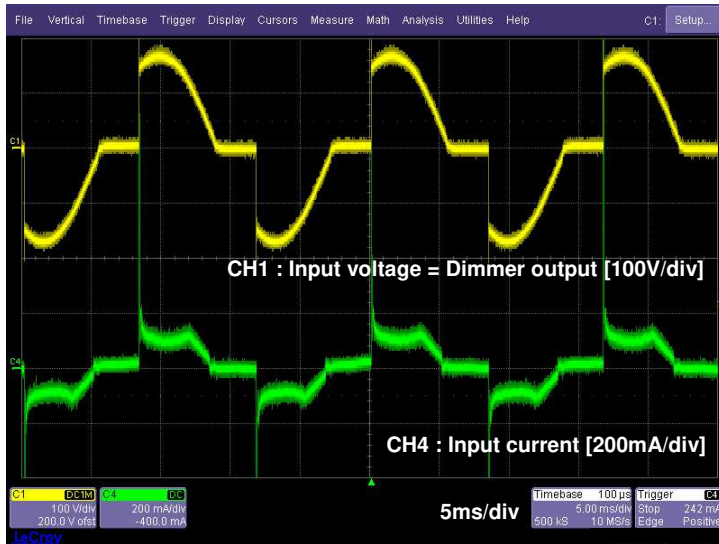 File Vertical Timebase Trigger Display Cursors Measure Math Analysis Utilities Help C1: Setup...
C1
CH1 : Input voltage = Dimmer output [100V/div]
C4
CH4 : Input current [200mA/div]
5ms/div
C1 DC1M
100 V/div
200.0 V ofst
C4 DC
200 mA/div
-400.0 mA
Timebase 100 µs
5.00 ms/div
500 kS 10 MS/s
Trigger C4
Stop 242 mA
Edge Positive
LeCroy